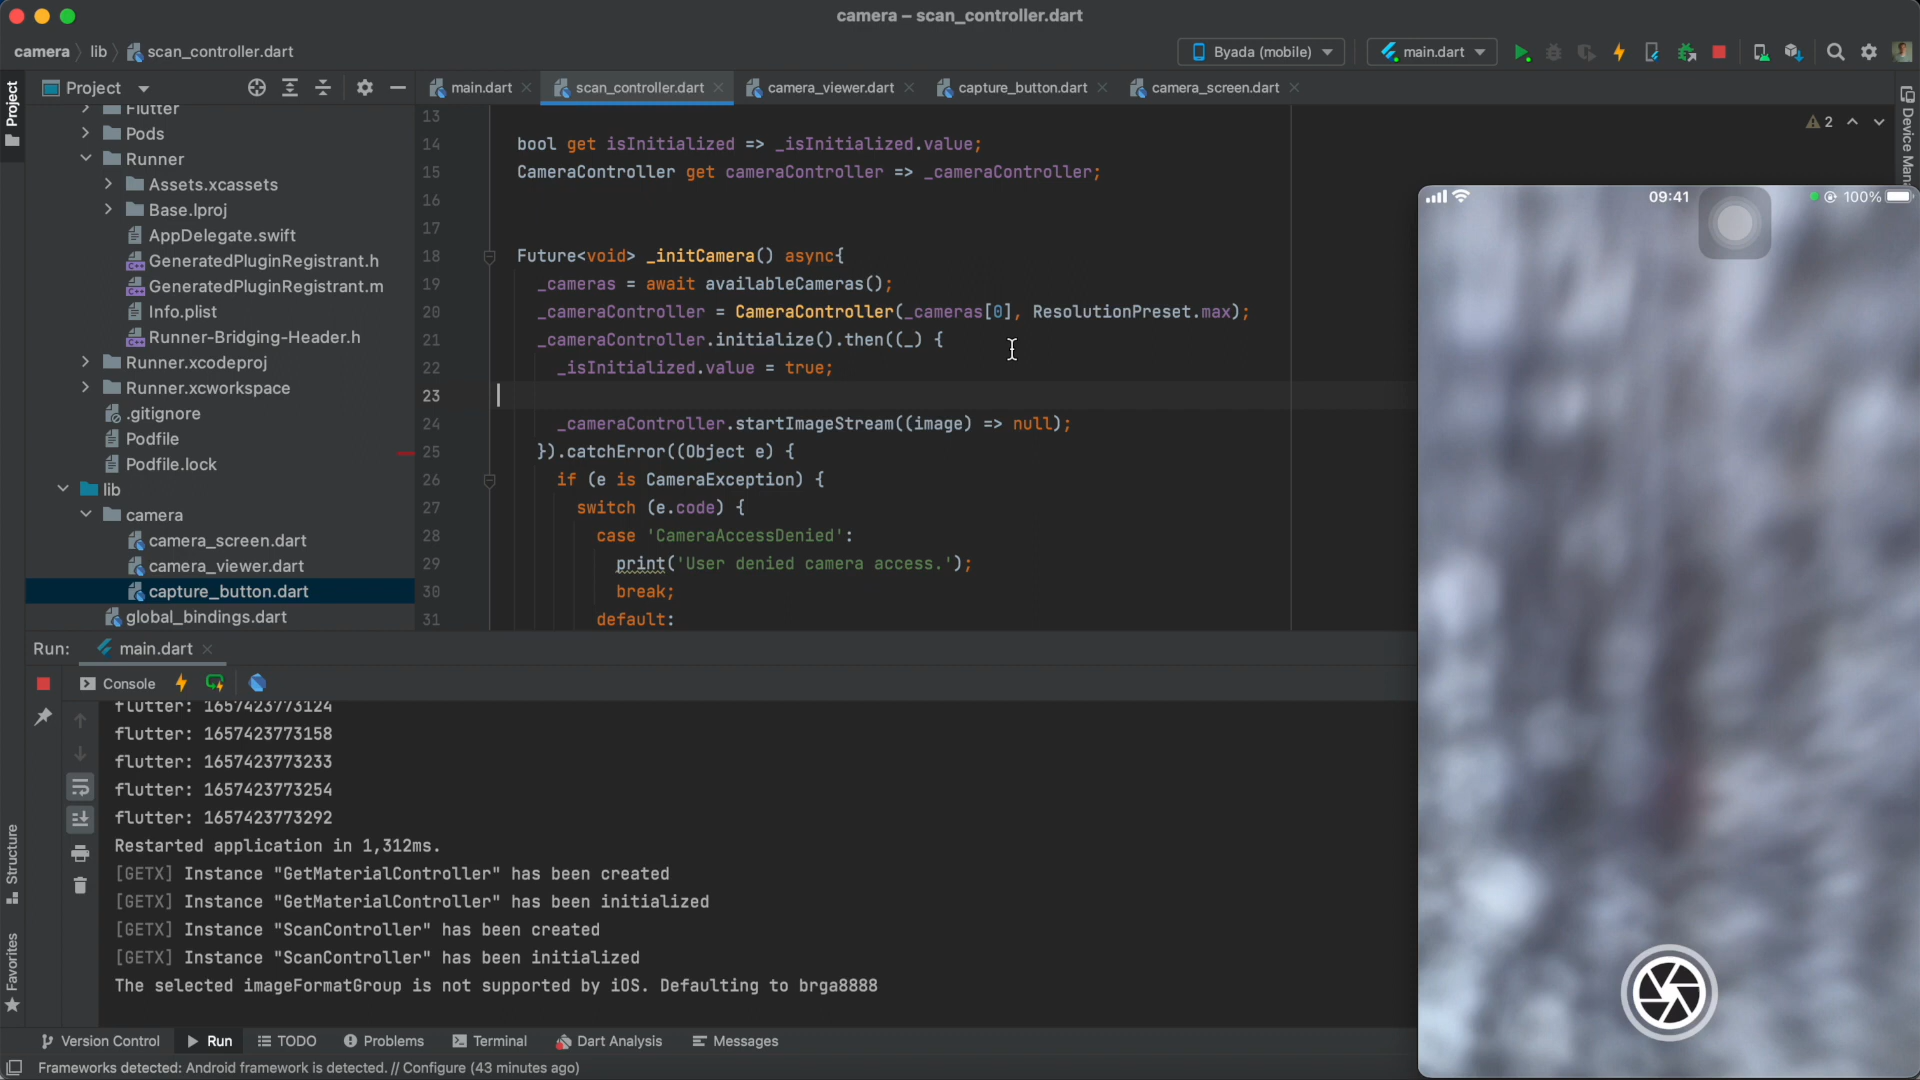 camera – scan_controller.dart
camera lib scan_controller.dart
Byada (mobile) main.dart
Project
Project
main.dart scan_controller.dart camera_viewer.dart capture_button.dart camera_screen.dart
Flutter
Pods
Runner
Assets.xcassets
Base.lproj
AppDelegate.swift
GeneratedPluginRegistrant.h
GeneratedPluginRegistrant.m
Info.plist
Runner-Bridging-Header.h
Runner.xcodeproj
Runner.xcworkspace
.gitignore
Podfile
Podfile.lock
lib
camera
camera_screen.dart
camera_viewer.dart
capture_button.dart
global_bindings.dart
13
14 bool get isInitialized => _isInitialized.value;
15 CameraController get cameraController => _cameraController;
16
17
18 Future<void> _initCamera() async{
19 _cameras = await availableCameras();
20 _cameraController = CameraController(_cameras[0], ResolutionPreset.max);
21 _cameraController.initialize().then((_) {
22 _isInitialized.value = true;
23
24 _cameraController.startImageStream((image) => null);
25 }).catchError((Object e) {
26 if (e is CameraException) {
27 switch (e.code) {
28 case 'CameraAccessDenied':
29 print('User denied camera access.');
30 break;
31 default:
2
09:41 100%
Run: main.dart
Console
flutter: 1657423773124
flutter: 1657423773158
flutter: 1657423773233
flutter: 1657423773254
flutter: 1657423773292
Restarted application in 1,312ms.
[GETX] Instance "GetMaterialController" has been created
[GETX] Instance "GetMaterialController" has been initialized
[GETX] Instance "ScanController" has been created
[GETX] Instance "ScanController" has been initialized
The selected imageFormatGroup is not supported by iOS. Defaulting to brga8888
Structure
Favorites
Version Control Run TODO Problems Terminal Dart Analysis Messages
Frameworks detected: Android framework is detected. // Configure (43 minutes ago)